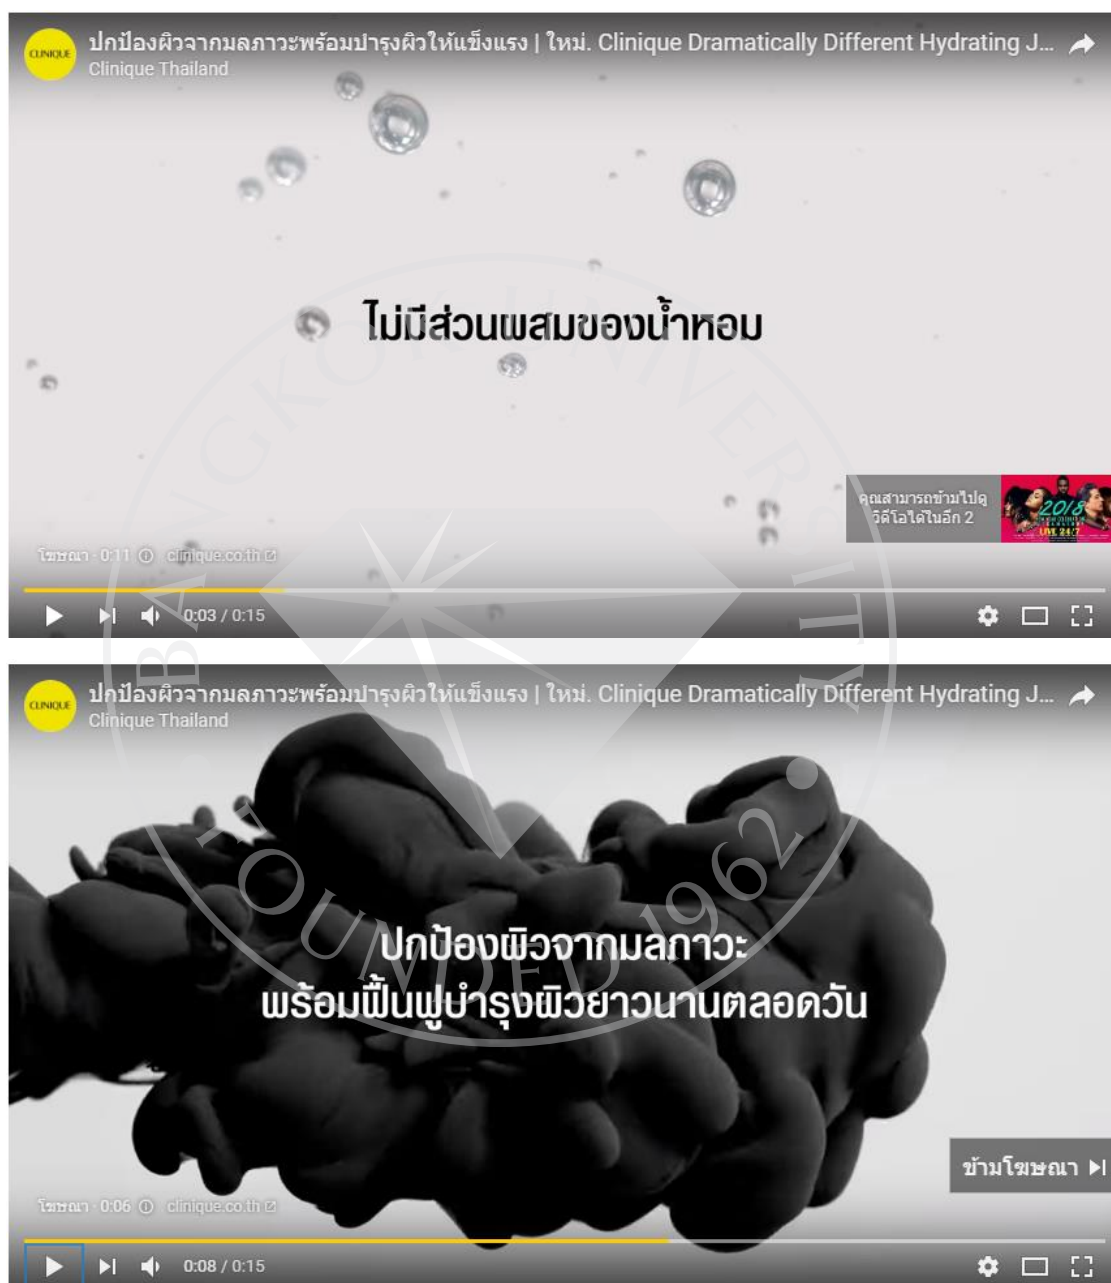 CLINIQUE
ปกป้องผิวจากมลภาวะพร้อมบำรุงผิวให้แข็งแรง | ใหม่. Clinique Dramatically Different Hydrating J...
Clinique Thailand
ไม่มีส่วนผสมของน้ำหอม
คุณสามารถข้ามไปดู
วิดีโอได้ในอีก 2
2018
LIVE 24/7
โฆษณา · 0:11 clinique.co.th
0:03 / 0:15
CLINIQUE
ปกป้องผิวจากมลภาวะพร้อมบำรุงผิวให้แข็งแรง | ใหม่. Clinique Dramatically Different Hydrating J...
Clinique Thailand
ปกป้องผิวจากมลภาวะ
พร้อมฟื้นฟูบำรุงผิวยาวนานตลอดวัน
ข้ามโฆษณา
โฆษณา · 0:06 clinique.co.th
0:08 / 0:15
BANGKOK UNIVERSITY
FOUNDED 1962